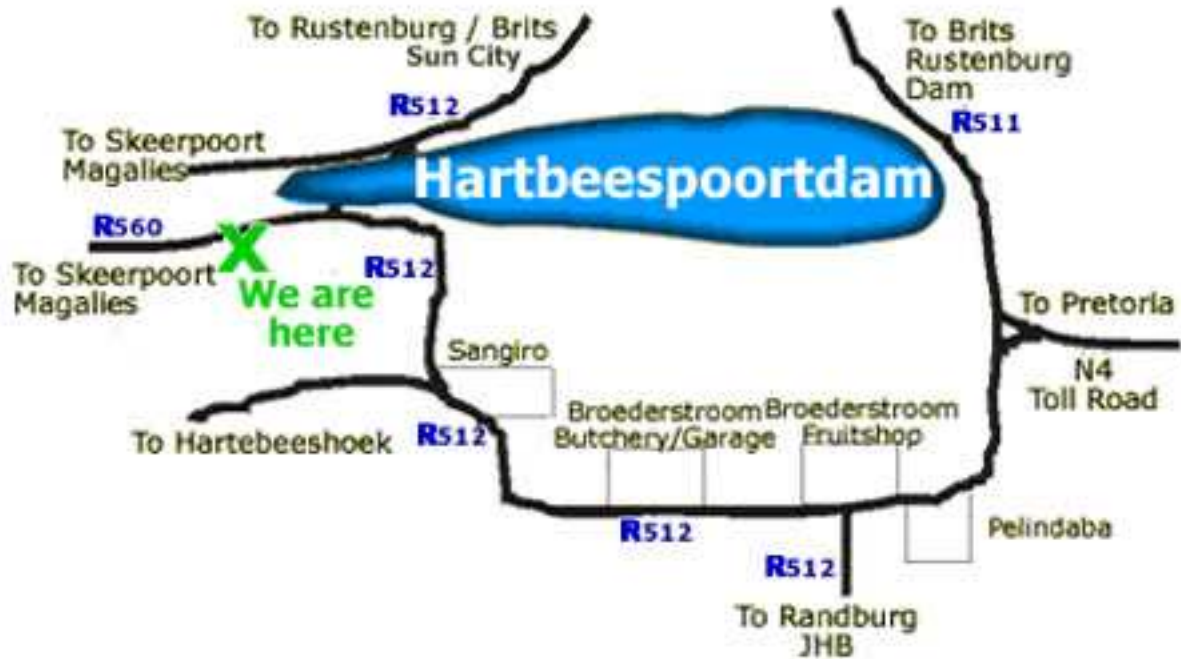 To Rustenburg / Brits
Sun City
To Brits
Rustenburg
Dam
R512
R511
To Skeerpoort
Magalies
Hartbeespoortdam
R560
To Skeerpoort
Magalies
X
We are
here
R512
To Pretoria
N4
Toll Road
Sangiro
To Hartebeeshoek
R512
Broederstroom
Butchery/Garage
Broederstroom
Fruitshop
R512
Pelindaba
R512
To Randburg
JHB